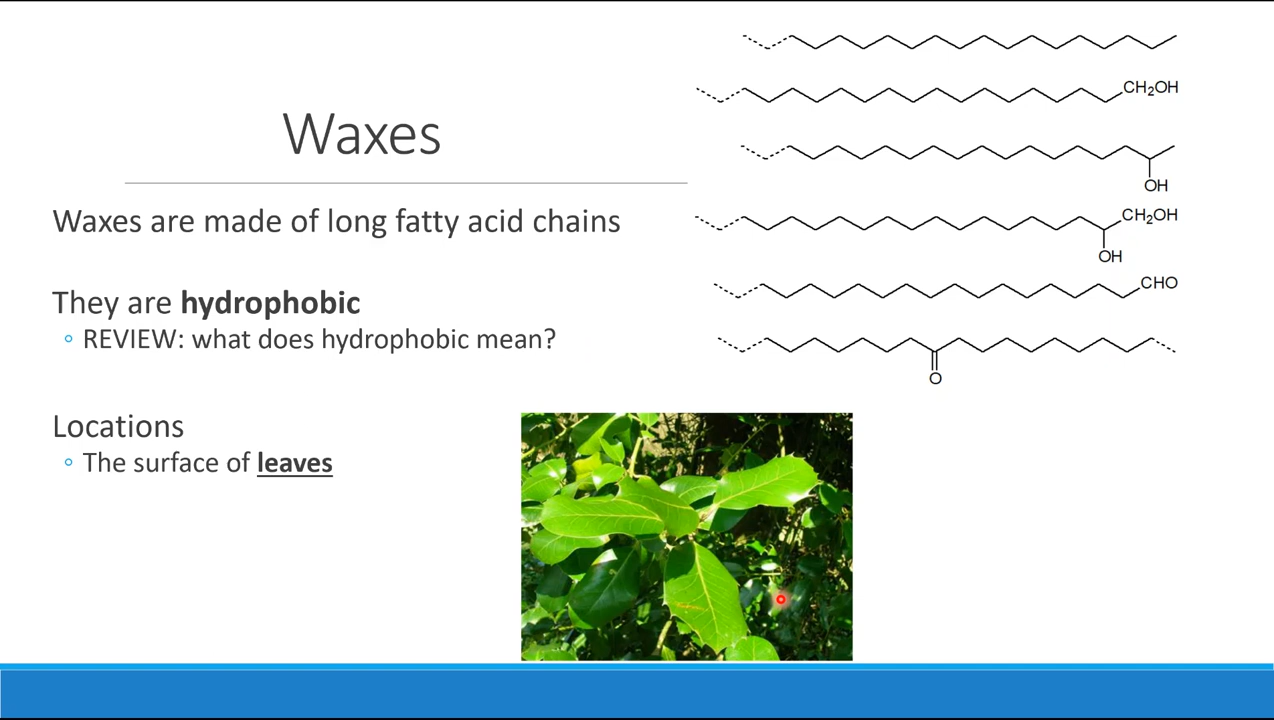 Waxes
Waxes are made of long fatty acid chains
They are hydrophobic
REVIEW: what does hydrophobic mean?
Locations
The surface of leaves
CH₂OH
OH
CH₂OH
OH
CHO
O